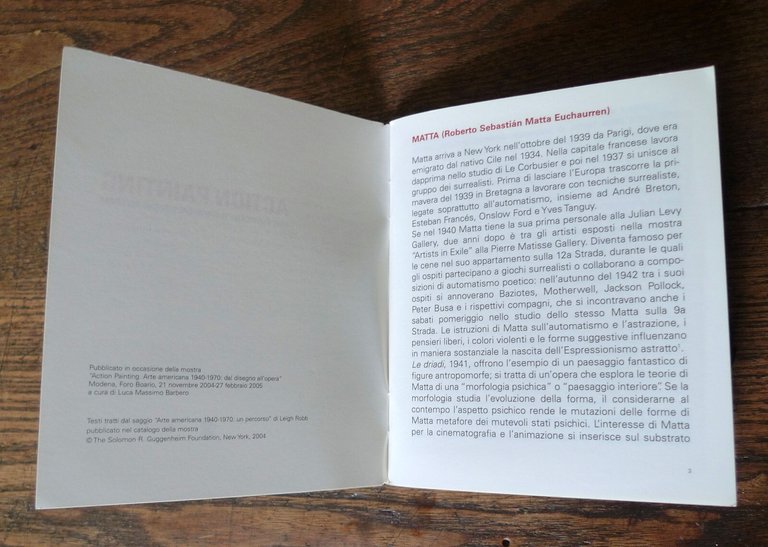 Pubblicato in occasione della mostra
"Action Painting. Arte americana 1940-1970: dal disegno all'opera"
Modena, Foro Boario, 21 novembre 2004-27 febbraio 2005
a cura di Luca Massimo Barbero
Testi tratti dal saggio "Arte americana 1940-1970: un percorso" di Leigh Robb
pubblicato nel catalogo della mostra
© The Solomon R. Guggenheim Foundation, New York, 2004
MATTA (Roberto Sebastián Matta Euchaurren)
Matta arriva a New York nell'ottobre del 1939 da Parigi, dove era
emigrato dal nativo Cile nel 1934. Nella capitale francese lavora
dapprima nello studio di Le Corbusier e poi nel 1937 si unisce al
gruppo dei surrealisti. Prima di lasciare l'Europa trascorre la pri-
mavera del 1939 in Bretagna a lavorare con tecniche surrealiste,
legate soprattutto all'automatismo, insieme ad André Breton,
Esteban Francés, Onslow Ford e Yves Tanguy.
Se nel 1940 Matta tiene la sua prima personale alla Julian Levy
Gallery, due anni dopo è tra gli artisti esposti nella mostra
"Artists in Exile" alla Pierre Matisse Gallery. Diventa famoso per
le cene nel suo appartamento sulla 12a Strada, durante le quali
gli ospiti partecipano a giochi surrealisti o collaborano a compo-
sizioni di automatismo poetico: nell'autunno del 1942 tra i suoi
ospiti si annoverano Baziotes, Motherwell, Jackson Pollock,
Peter Busa e i rispettivi compagni, che si incontravano anche i
sabati pomeriggio nello studio dello stesso Matta sulla 9a
Strada. Le istruzioni di Matta sull'automatismo e l'astrazione, i
pensieri liberi, i colori violenti e le forme suggestive influenzano
in maniera sostanziale la nascita dell'Espressionismo astratto¹.
Le driadi, 1941, offrono l'esempio di un paesaggio fantastico di
figure antropomorfe; si tratta di un'opera che esplora le teorie di
Matta di una "morfologia psichica" o "paesaggio interiore". Se la
morfologia studia l'evoluzione della forma, il considerarne al
contempo l'aspetto psichico rende le mutazioni delle forme di
Matta metafore dei mutevoli stati psichici. L'interesse di Matta
per la cinematografia e l'animazione si inserisce sul substrato
3